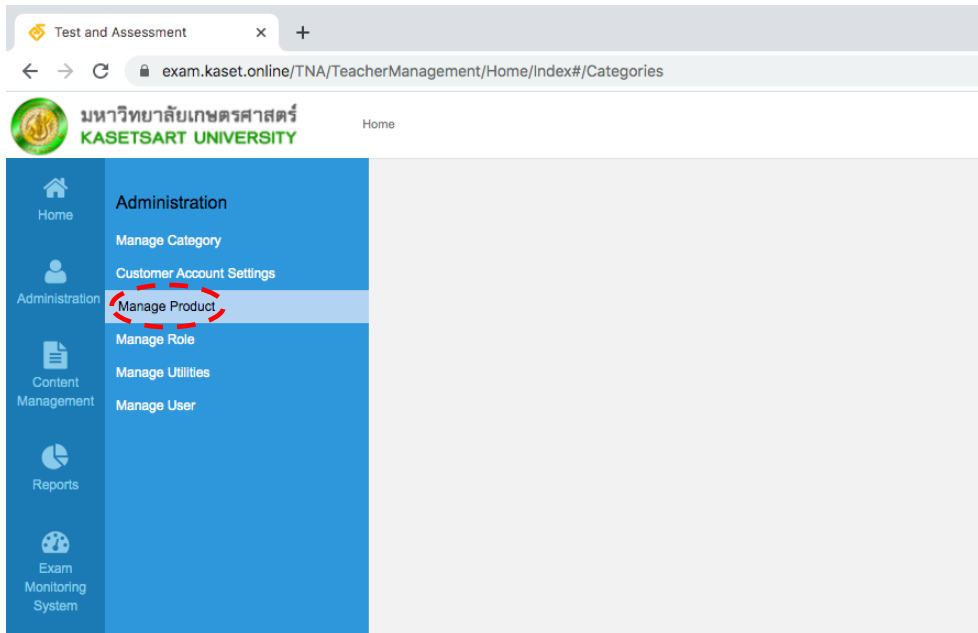 Test and Assessment
exam.kaset.online/TNA/TeacherManagement/Home/Index#/Categories
มหาวิทยาลัยเกษตรศาสตร์
KASETSART UNIVERSITY
Home
Home
Administration
Content
Management
Reports
Exam
Monitoring
System
Administration
Manage Category
Customer Account Settings
Manage Product
Manage Role
Manage Utilities
Manage User